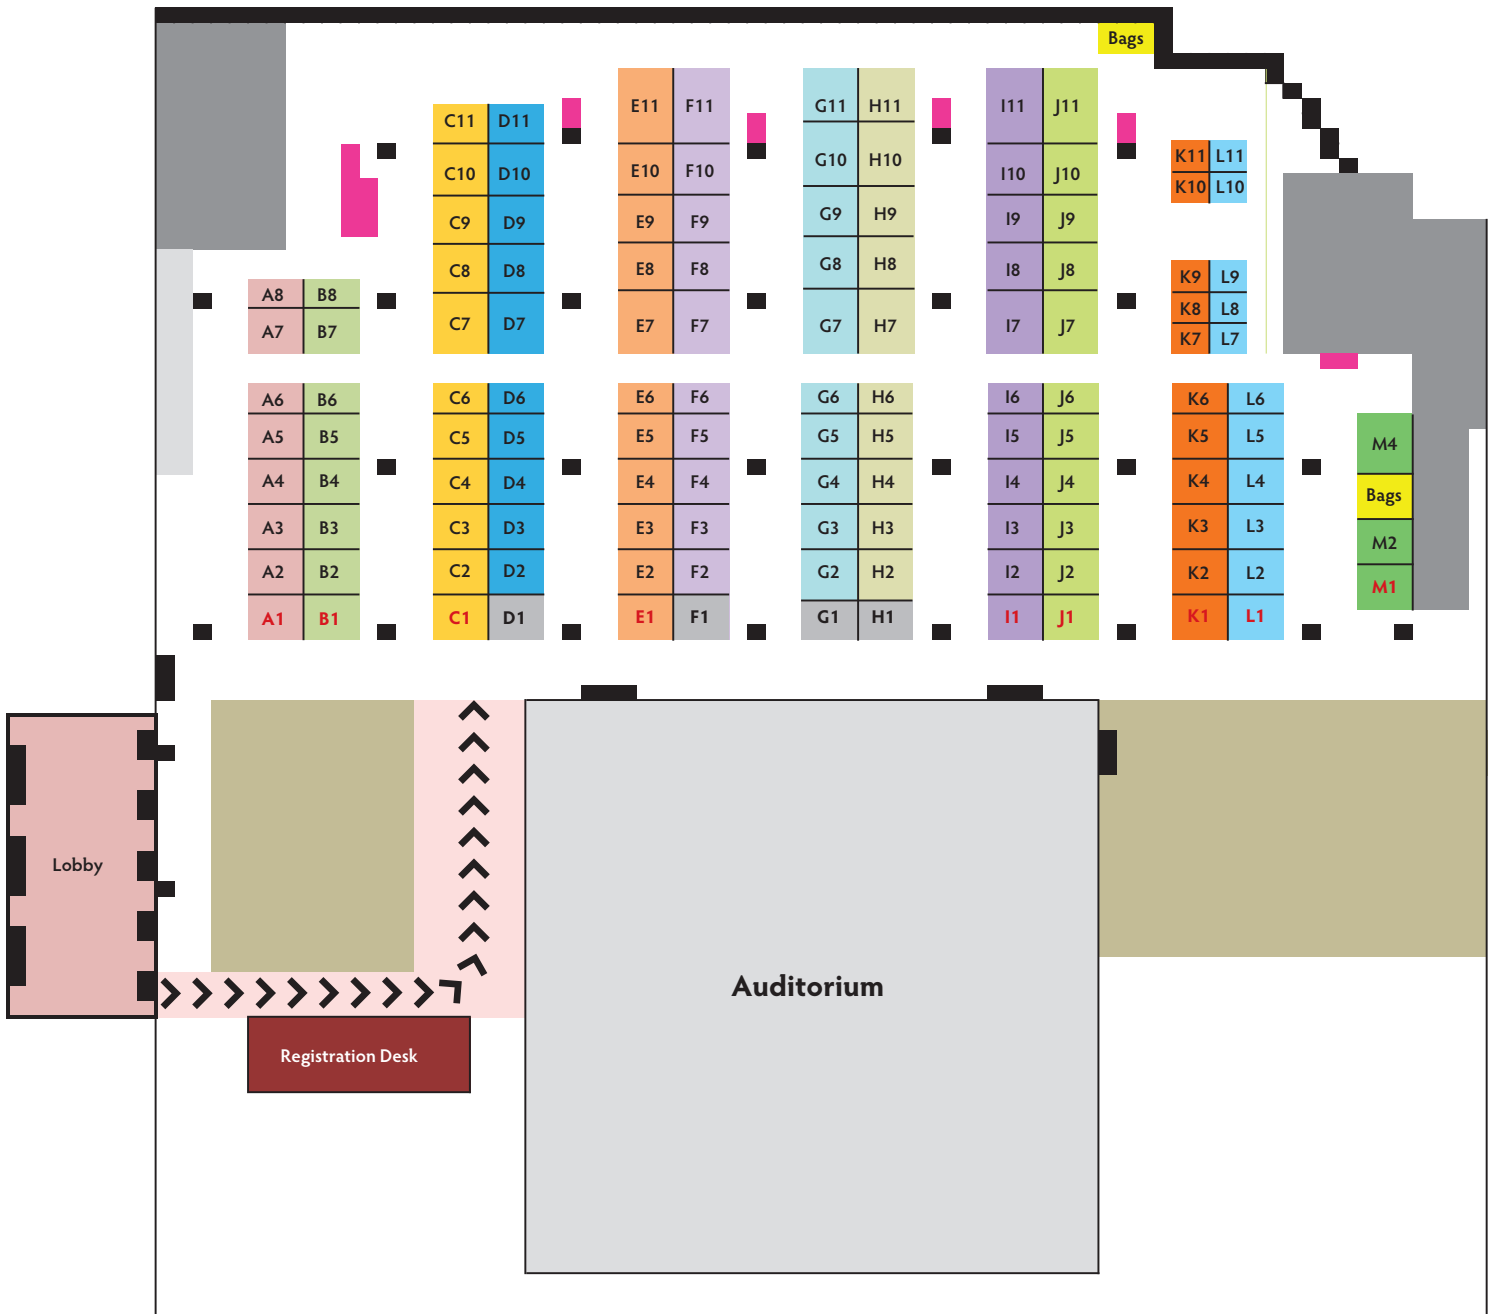 Bags
E11 F11 G11 H11 I11 J11
C11 D11
K11 L11
G10 H10
E10 F10
C10 D10 I10 J10
K10 L10
G9 H9
C9 D9 E9 F9 I9 J9
G8 H8
C8 D8 E8 F8 I8 J8
K9 L9
A8 B8
K8 L8
C7 D7 E7 F7 G7 H7 I7 J7
A7 B7
K7 L7
A6 B6 C6 D6 E6 F6 G6 H6 I6 J6 K6 L6
A5 B5 C5 D5 E5 F5 G5 H5 I5 J5 K5 L5
M4
A4 B4 C4 D4 E4 F4 G4 H4 I4 J4 K4 L4
Bags
A3 B3 C3 D3 E3 F3 G3 H3 I3 J3 K3 L3
M2
A2 B2 C2 D2 E2 F2 G2 H2 I2 J2 K2 L2
M1
A1 B1 C1 D1 E1 F1 G1 H1 I1 J1 K1 L1
Lobby
Auditorium
Registration Desk